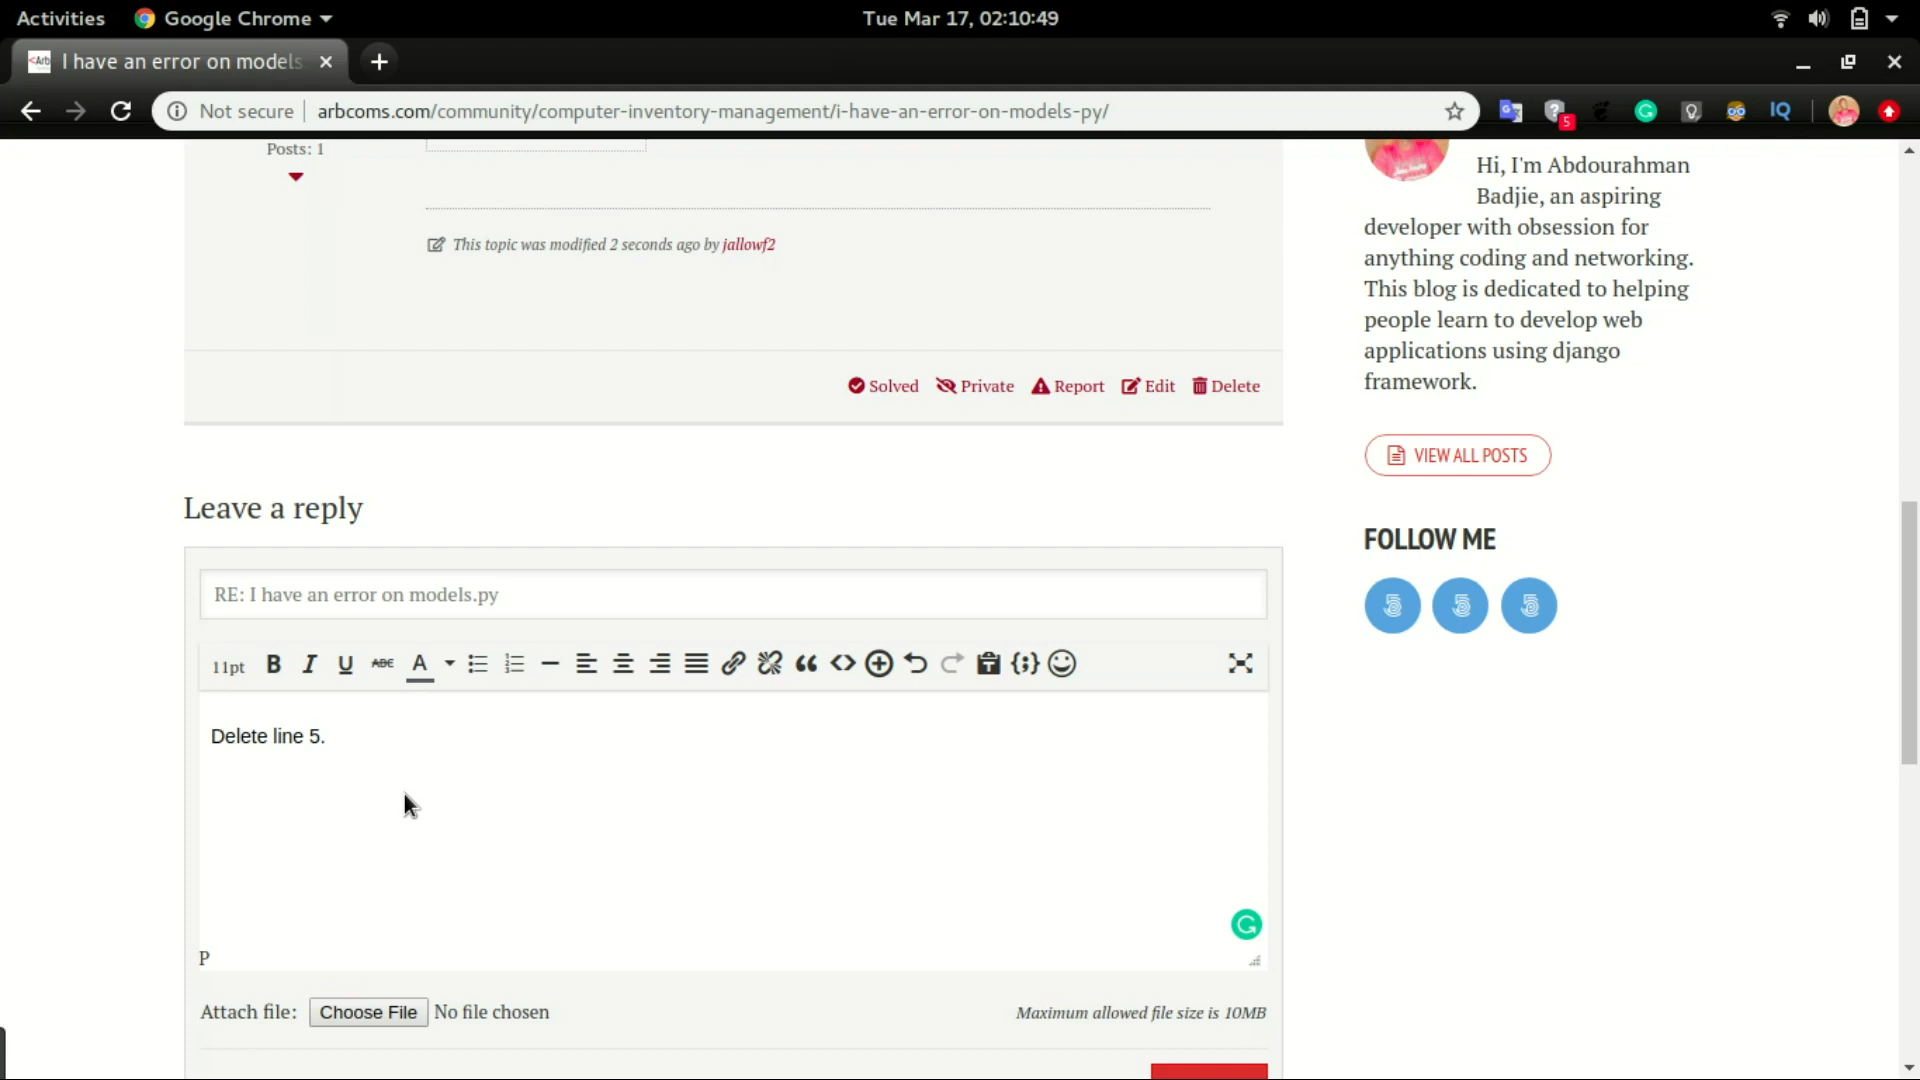 Activities
Google Chrome
Tue Mar 17, 02:10:49
<Arb
I have an error on models
Not secure
arbcoms.com/community/computer-inventory-management/i-have-an-error-on-models-py/
5
IQ
Posts: 1
This topic was modified 2 seconds ago by jallowf2
Solved
Private
Report
Edit
Delete
Leave a reply
RE: I have an error on models.py
11pt
B
I
U
ABC
A
Delete line 5.
P
Attach file:
Choose File
No file chosen
Maximum allowed file size is 10MB
Hi, I'm Abdourahman
Badjie, an aspiring
developer with obsession for
anything coding and networking.
This blog is dedicated to helping
people learn to develop web
applications using django
framework.
VIEW ALL POSTS
FOLLOW ME